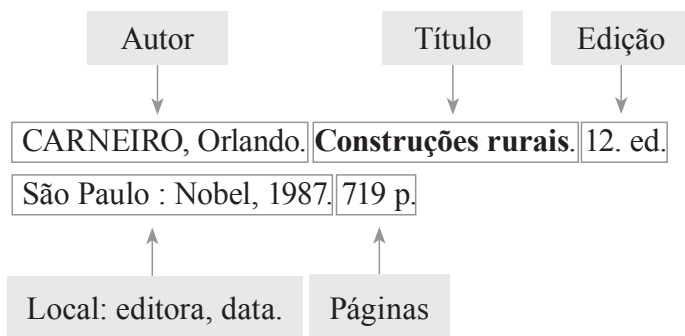 Autor Título Edição
CARNEIRO, Orlando. Construções rurais. 12. ed.
São Paulo : Nobel, 1987. 719 p.
Local: editora, data. Páginas